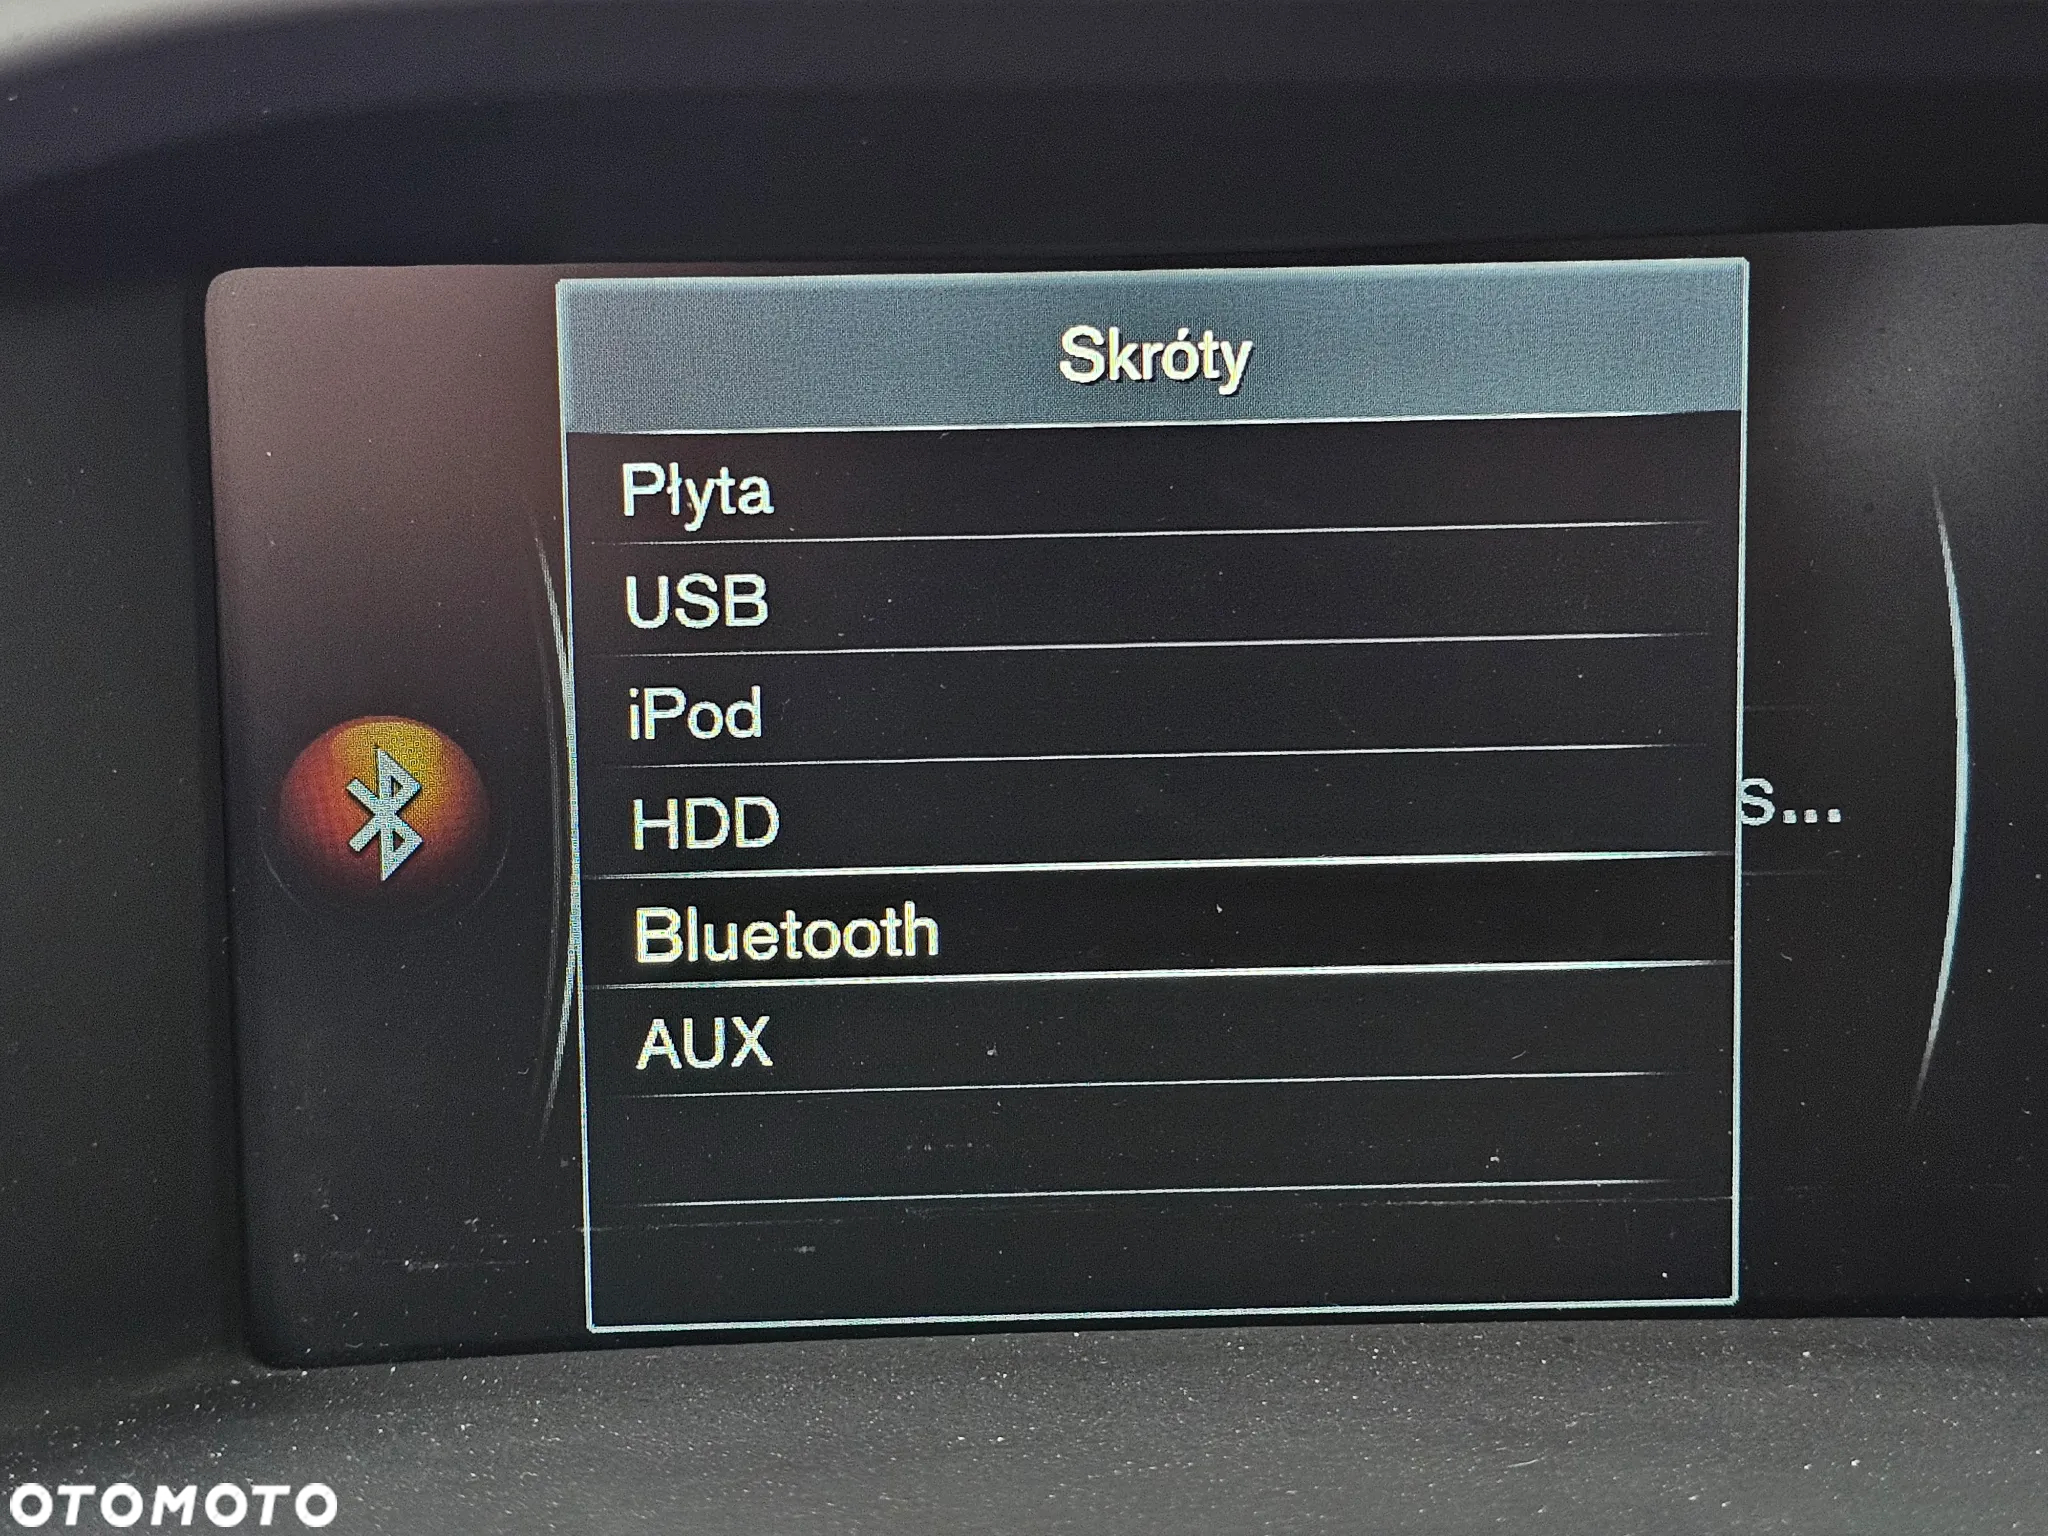 Skróty
Płyta
USB
iPod
HDD
s...
Bluetooth
AUX
OTOMOTO